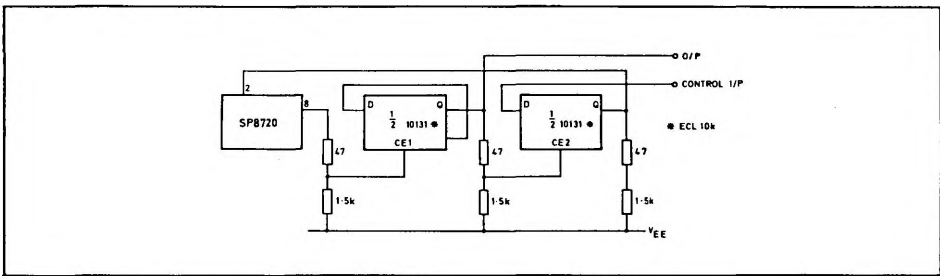 O/P
CONTROL I/P
2
8
SP8720
D
Q
1/2 10131 *
CE1
D
Q
1/2 10131 *
CE2
* ECL 10k
47
47
47
1·5k
1·5k
1·5k
VEE